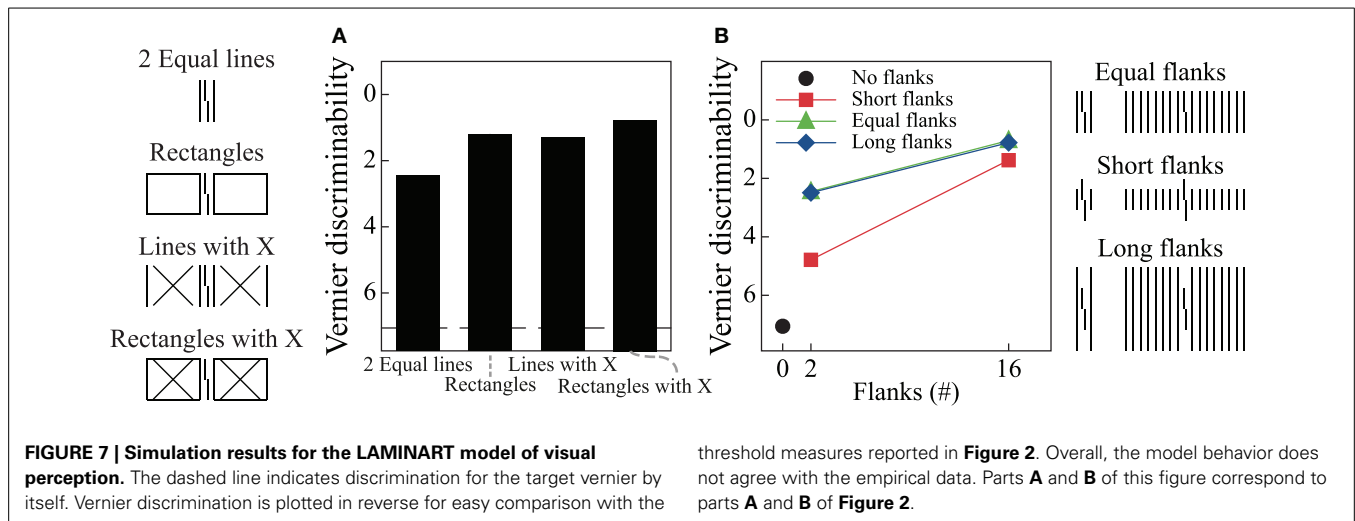 2 Equal lines
Rectangles
Lines with X
Rectangles with X
A
Vernier discriminability
0
2
4
6
2 Equal lines
Rectangles
Lines with X
Rectangles with X
B
Vernier discriminability
0
2
4
6
No flanks
Short flanks
Equal flanks
Long flanks
0 2 16
Flanks (#)
Equal flanks
Short flanks
Long flanks
FIGURE 7 | Simulation results for the LAMINART model of visual
perception. The dashed line indicates discrimination for the target vernier by
itself. Vernier discrimination is plotted in reverse for easy comparison with the
threshold measures reported in Figure 2. Overall, the model behavior does
not agree with the empirical data. Parts A and B of this figure correspond to
parts A and B of Figure 2.